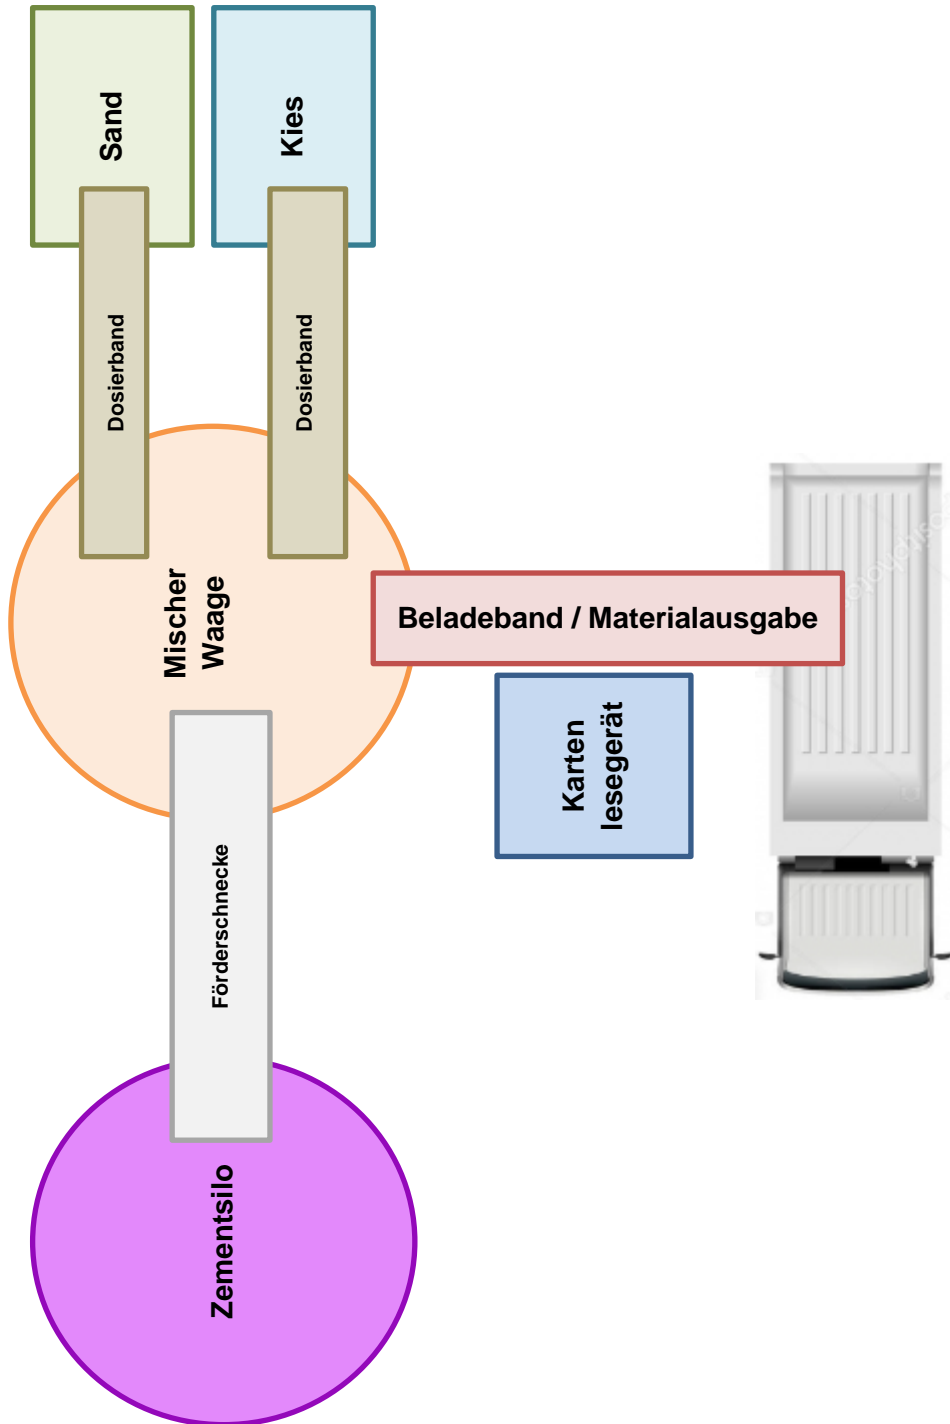 Sand
Kies
Dosierband
Dosierband
Mischer
Waage
Beladeband / Materialausgabe
Karten
lesegerät
Förderschnecke
Zementsilo